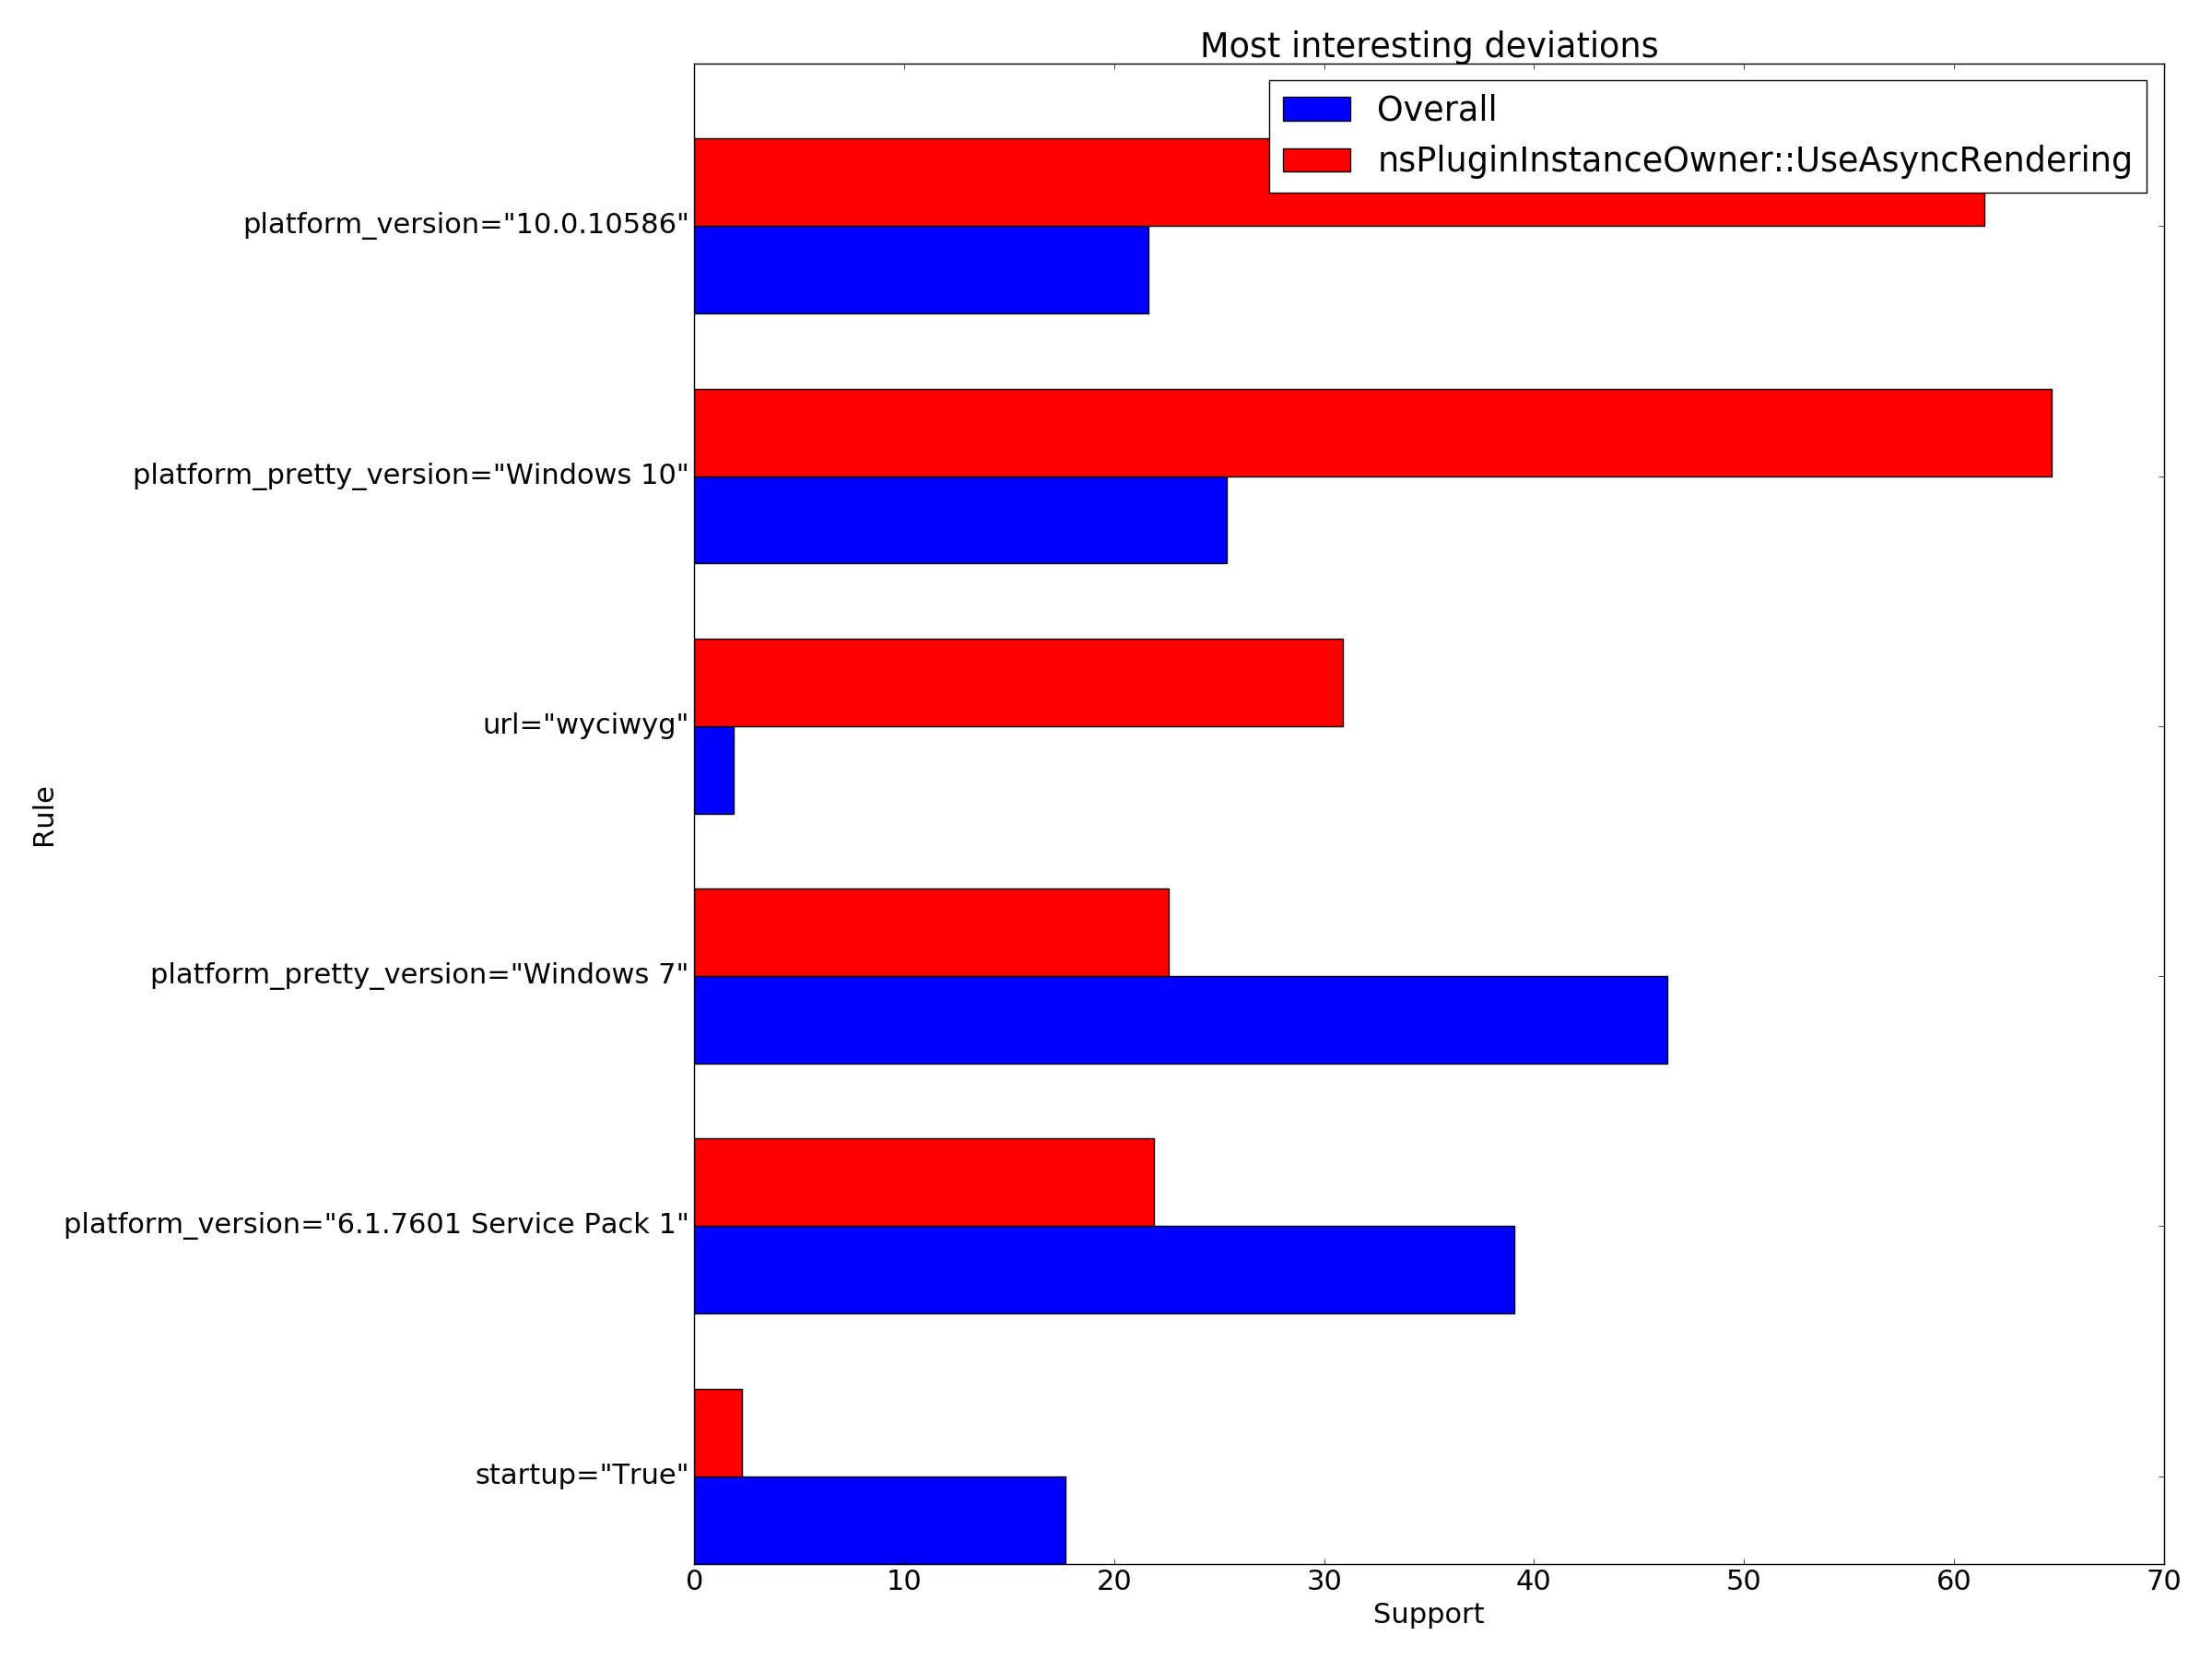 Most interesting deviations
Overall
nsPluginInstanceOwner::UseAsyncRendering
platform_version="10.0.10586"
platform_pretty_version="Windows 10"
url="wyciwyg"
Rule
platform_pretty_version="Windows 7"
platform_version="6.1.7601 Service Pack 1"
startup="True"
0 10 20 30 40 50 60 70
Support